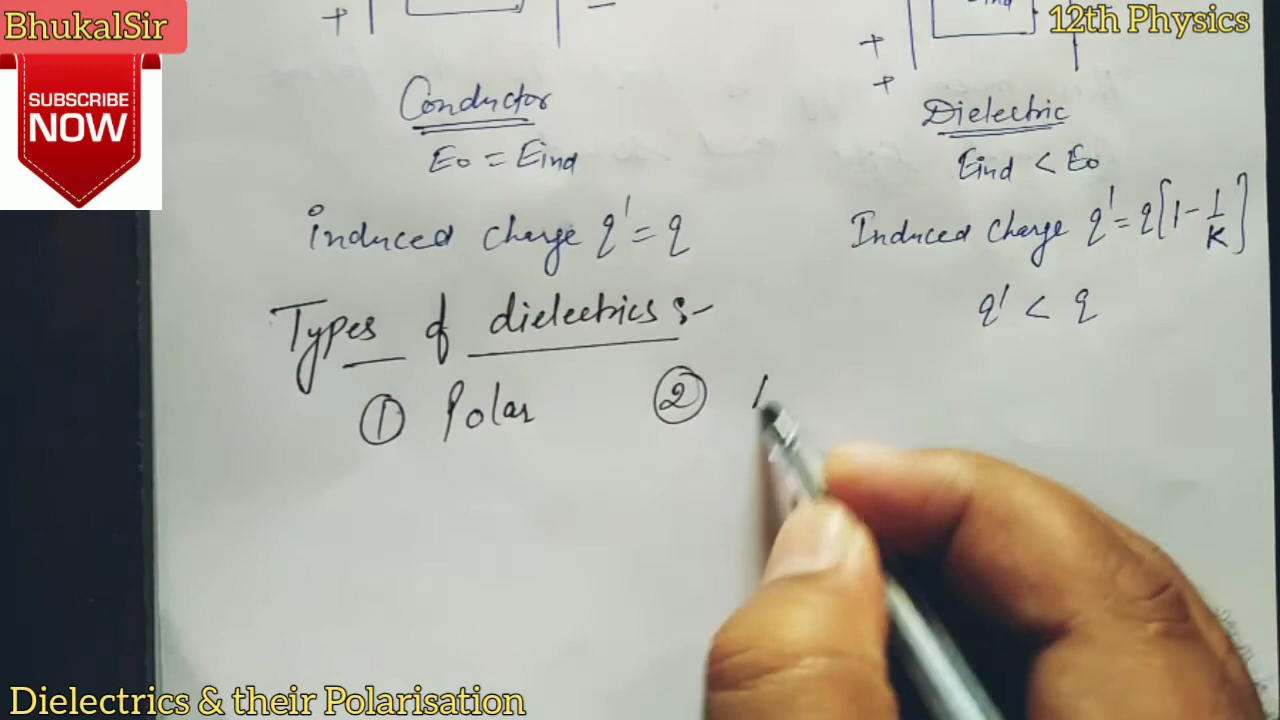 BhukalSir
12th Physics
SUBSCRIBE
NOW
+ -
+
+
Conductor
E₀ = Eind
induced charge q' = q
Dielectric
Eind < E₀
Induced charge q' = q[1 - 1/K]
q' < q
Types of dielectrics :-
① Polar ②
Dielectrics & their Polarisation